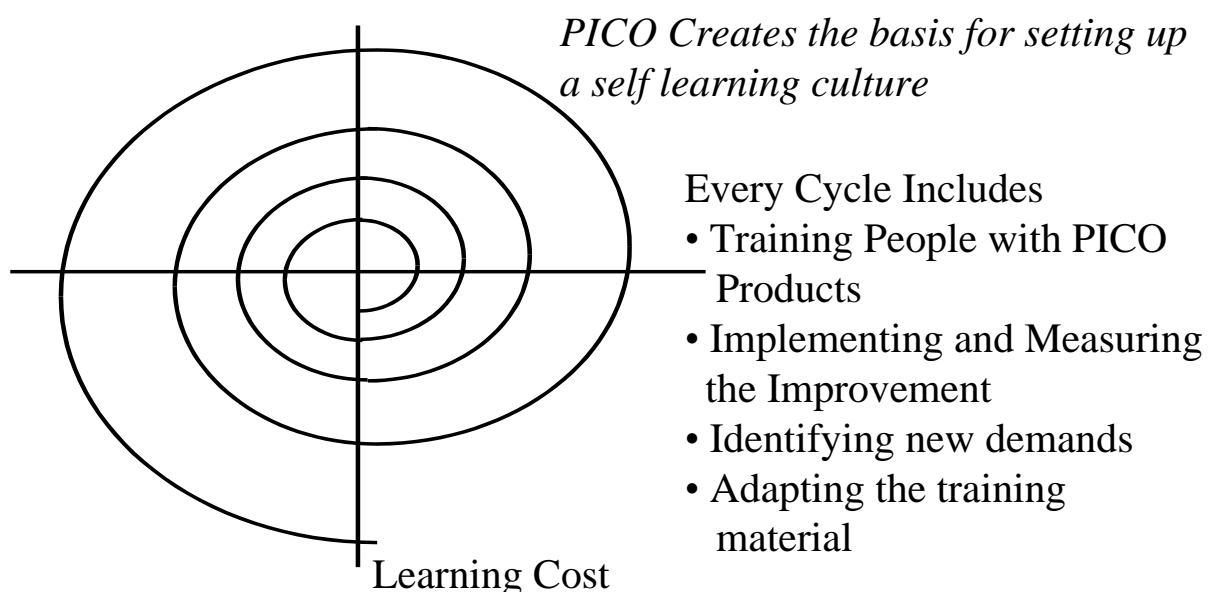 PICO Creates the basis for setting up
a self learning culture
Every Cycle Includes
• Training People with PICO
Products
• Implementing and Measuring
the Improvement
• Identifying new demands
• Adapting the training
material
Learning Cost